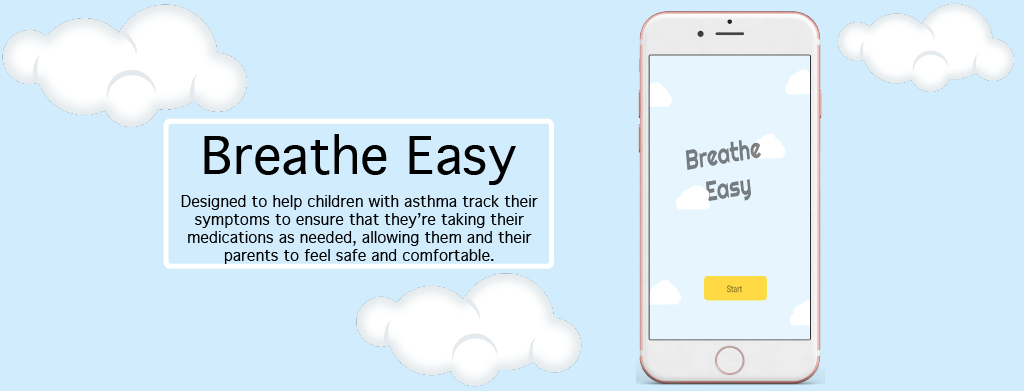 Breathe Easy
Designed to help children with asthma track their
symptoms to ensure that they’re taking their
medications as needed, allowing them and their
parents to feel safe and comfortable.
Breathe
Easy
Start